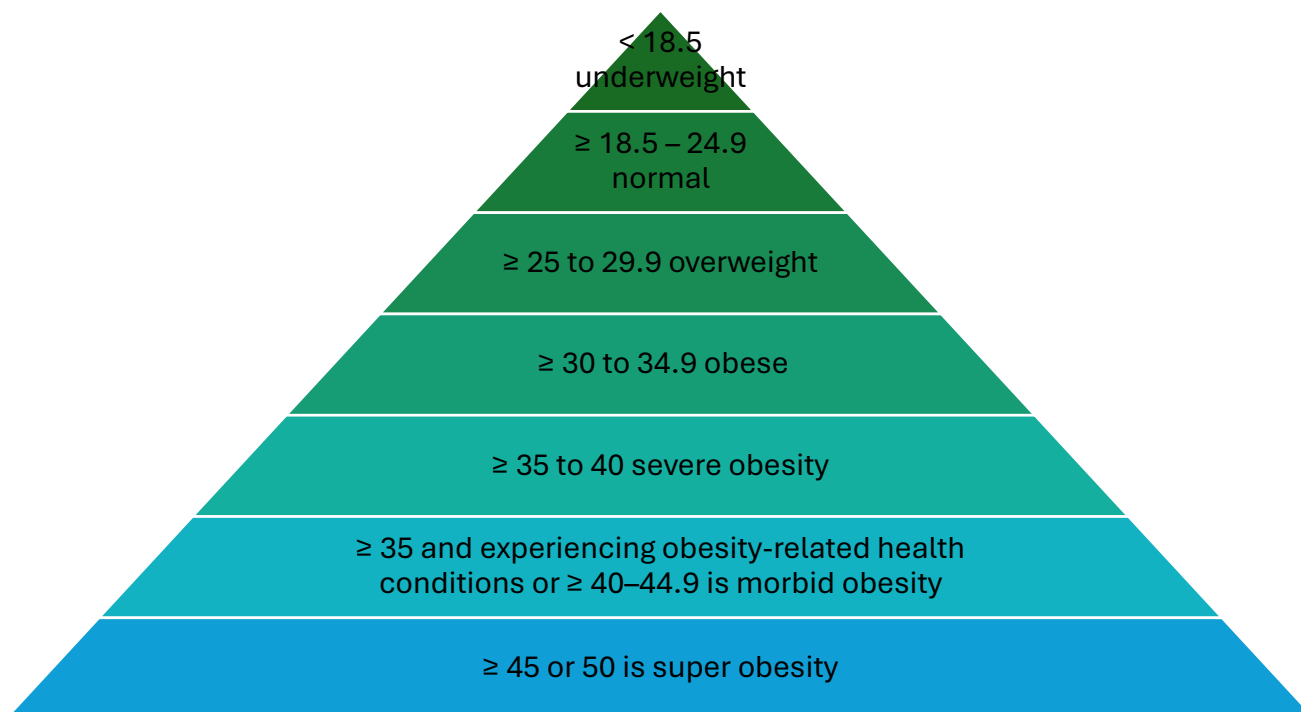 < 18.5
underweight
≥ 18.5 – 24.9
normal
≥ 25 to 29.9 overweight
≥ 30 to 34.9 obese
≥ 35 to 40 severe obesity
≥ 35 and experiencing obesity-related health
conditions or ≥ 40–44.9 is morbid obesity
≥ 45 or 50 is super obesity